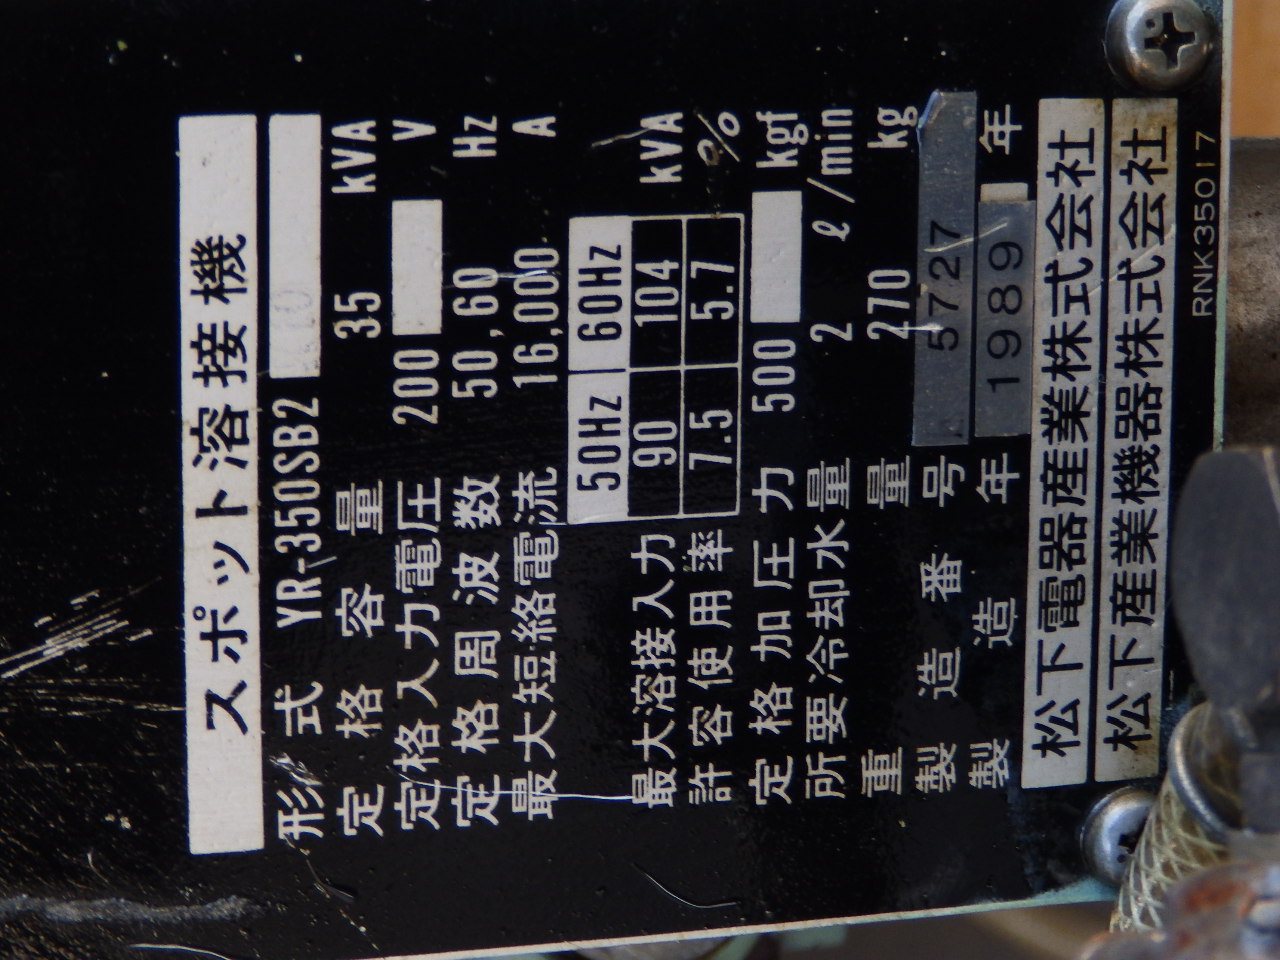 スポット溶接機
形式 YR-350SB2
定格容量 35 kVA
定格入力電圧 200 V
定格周波数 50,60 Hz
最大短絡電流 16,000 A
50Hz 60Hz
最大溶接入力 90 104 kVA
許容使用率 7.5 5.7 %
定格加圧力 500 kgf
所要冷却水量 2 ℓ/min
重量 270 kg
製造番号 5727
製造年 1989 年
松下電器産業株式会社
松下産業機器株式会社
RNK35017